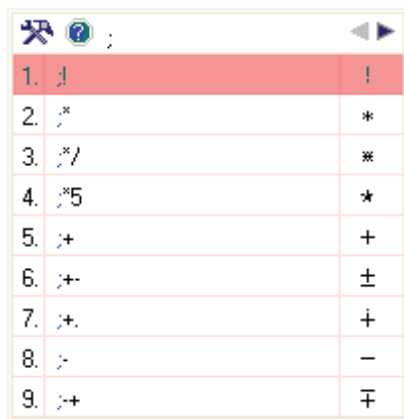 ;
1. ;! !
2. ;* *
3. ;*/ ⋇
4. ;*5 ⋆
5. ;+ +
6. ;+- ±
7. ;+. ∔
8. ;- −
9. ;-+ ∓